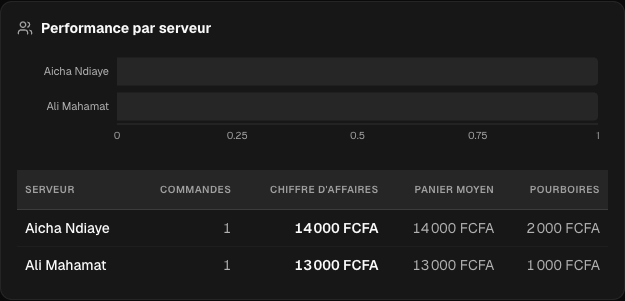 Performance par serveur
Aicha Ndiaye
Ali Mahamat
0 0.25 0.5 0.75 1
SERVEUR COMMANDES CHIFFRE D'AFFAIRES PANIER MOYEN POURBOIRES
Aicha Ndiaye 1 14 000 FCFA 14 000 FCFA 2 000 FCFA
Ali Mahamat 1 13 000 FCFA 13 000 FCFA 1 000 FCFA